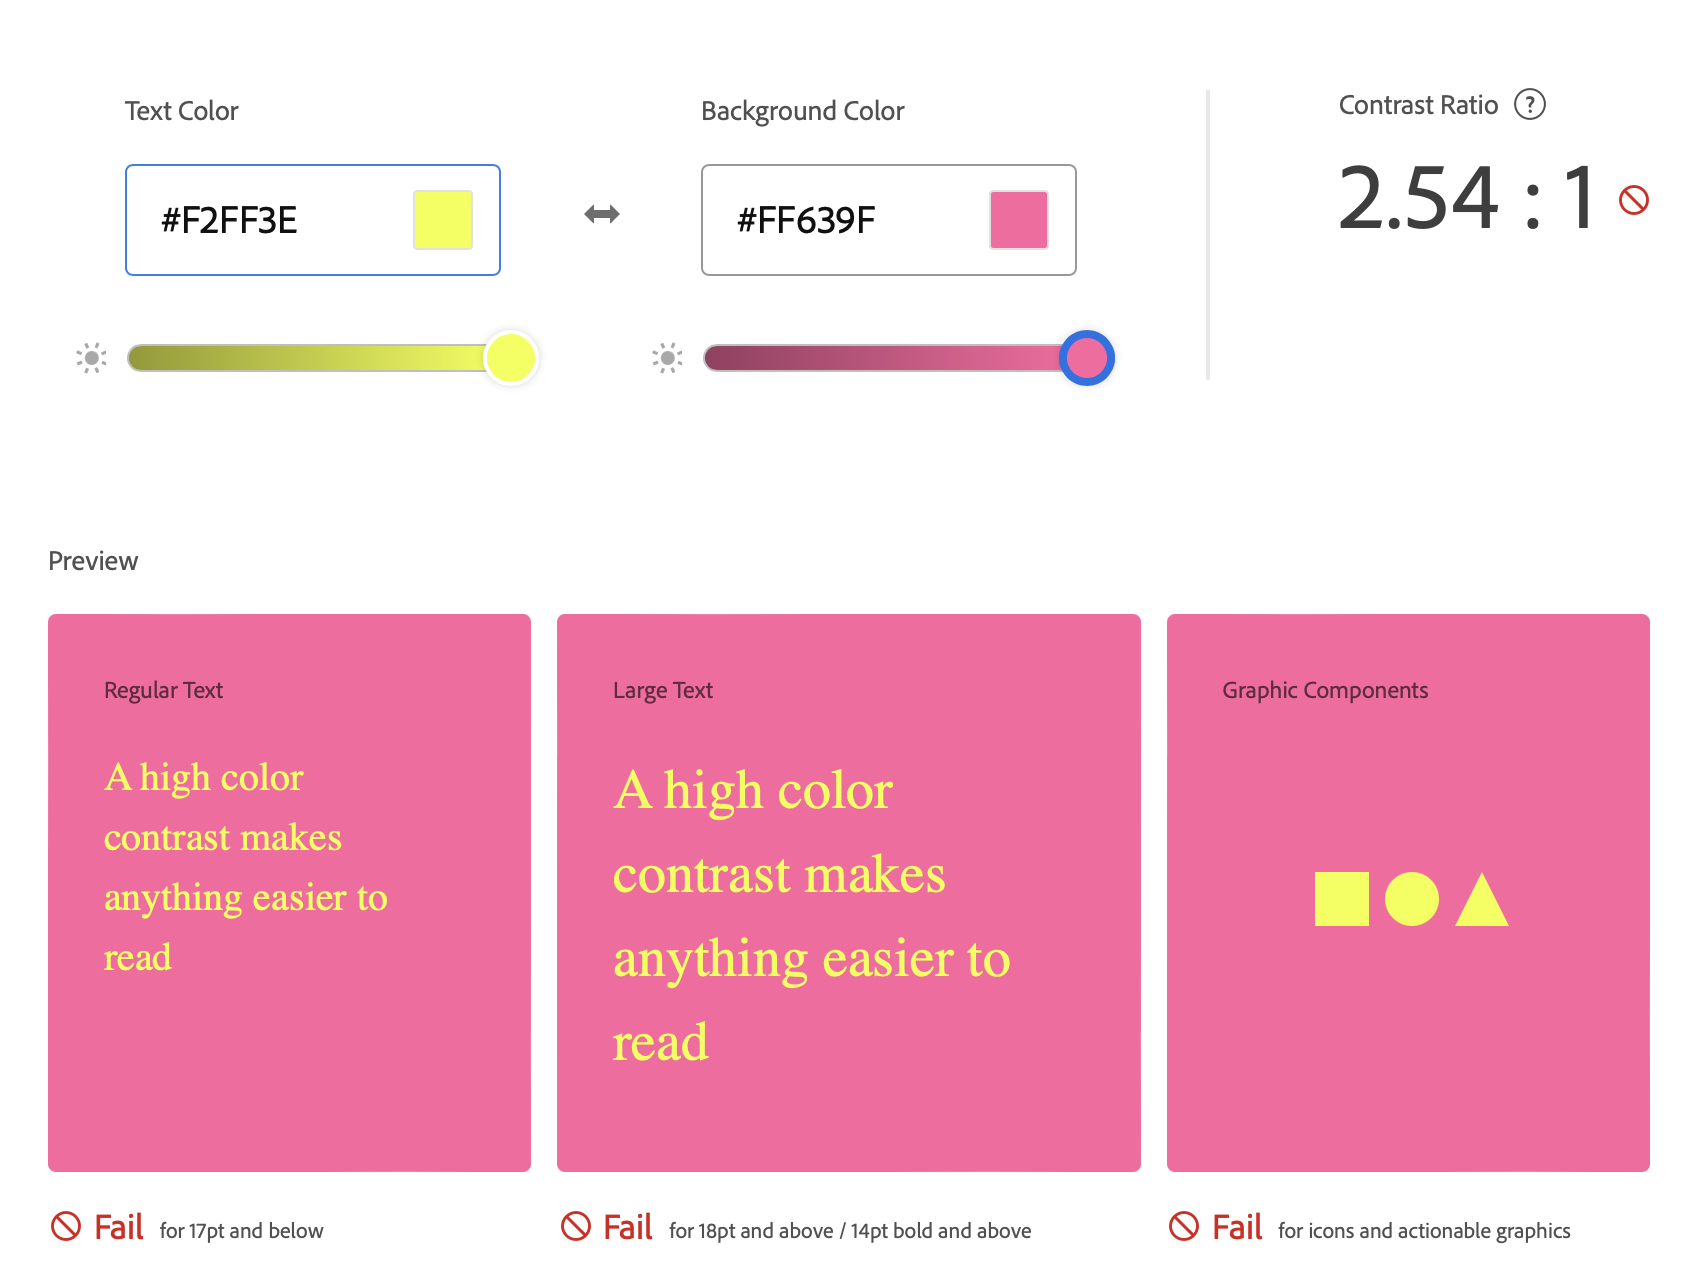 Text Color
Background Color
Contrast Ratio ?
#F2FF3E
#FF639F
2.54 : 1
Preview
Regular Text
A high color
contrast makes
anything easier to
read
Large Text
A high color
contrast makes
anything easier to
read
Graphic Components
Fail for 17pt and below
Fail for 18pt and above / 14pt bold and above
Fail for icons and actionable graphics